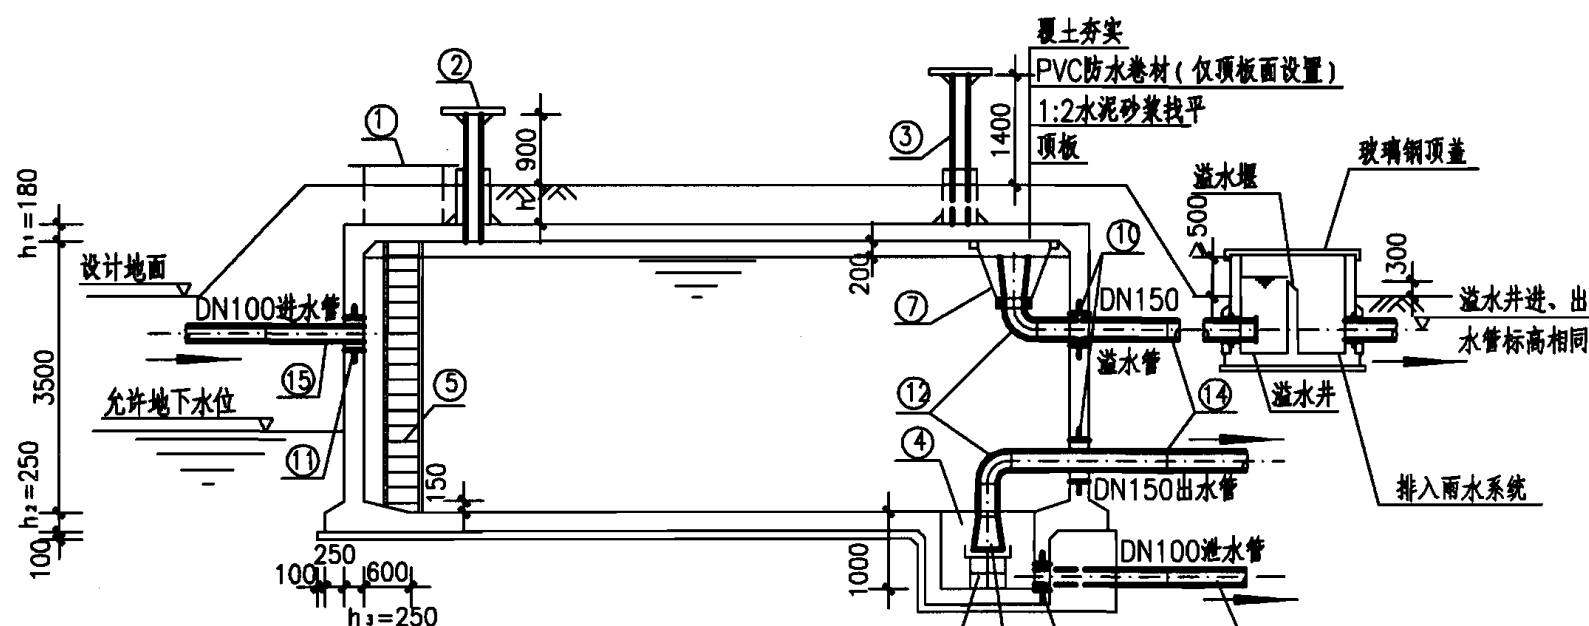 覆土夯实
PVC防水卷材(仅顶板面设置)
1:2水泥砂浆找平
顶板
②
①
③
900
h
1400
h₁=180
设计地面
DN100进水管
3500
⑮
允许地下水位
⑪
⑤
h₂=250
150
100
250
100
600
h₃=250
200
⑦
⑩
DN150
溢水管
⑫
⑭
④
DN150出水管
1000
DN100泄水管
玻璃钢顶盖
溢水堰
≥500
300
溢水井进、出
水管标高相同
溢水井
排入雨水系统